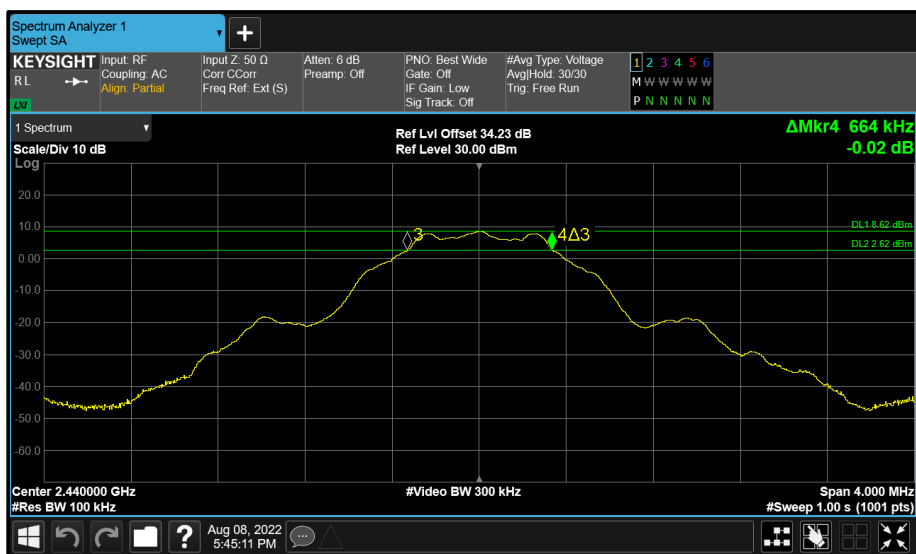 Spectrum Analyzer 1
Swept SA
+
KEYSIGHT
RL
LXI
Input: RF
Coupling: AC
Align: Partial
Input Z: 50 Ω
Corr CCorr
Freq Ref: Ext (S)
Atten: 6 dB
Preamp: Off
PNO: Best Wide
Gate: Off
IF Gain: Low
Sig Track: Off
#Avg Type: Voltage
Avg|Hold: 30/30
Trig: Free Run
1 2 3 4 5 6
M W W W W W
P N N N N N
1 Spectrum
Scale/Div 10 dB
Ref Lvl Offset 34.23 dB
Ref Level 30.00 dBm
ΔMkr4 664 kHz
-0.02 dB
Log
20.0
10.0
0.00
-10.0
-20.0
-30.0
-40.0
-50.0
-60.0
3
4Δ3
DL1 8.62 dBm
DL2 2.62 dBm
Center 2.440000 GHz
#Video BW 300 kHz
Span 4.000 MHz
#Res BW 100 kHz
#Sweep 1.00 s (1001 pts)
?
Aug 08, 2022
5:45:11 PM